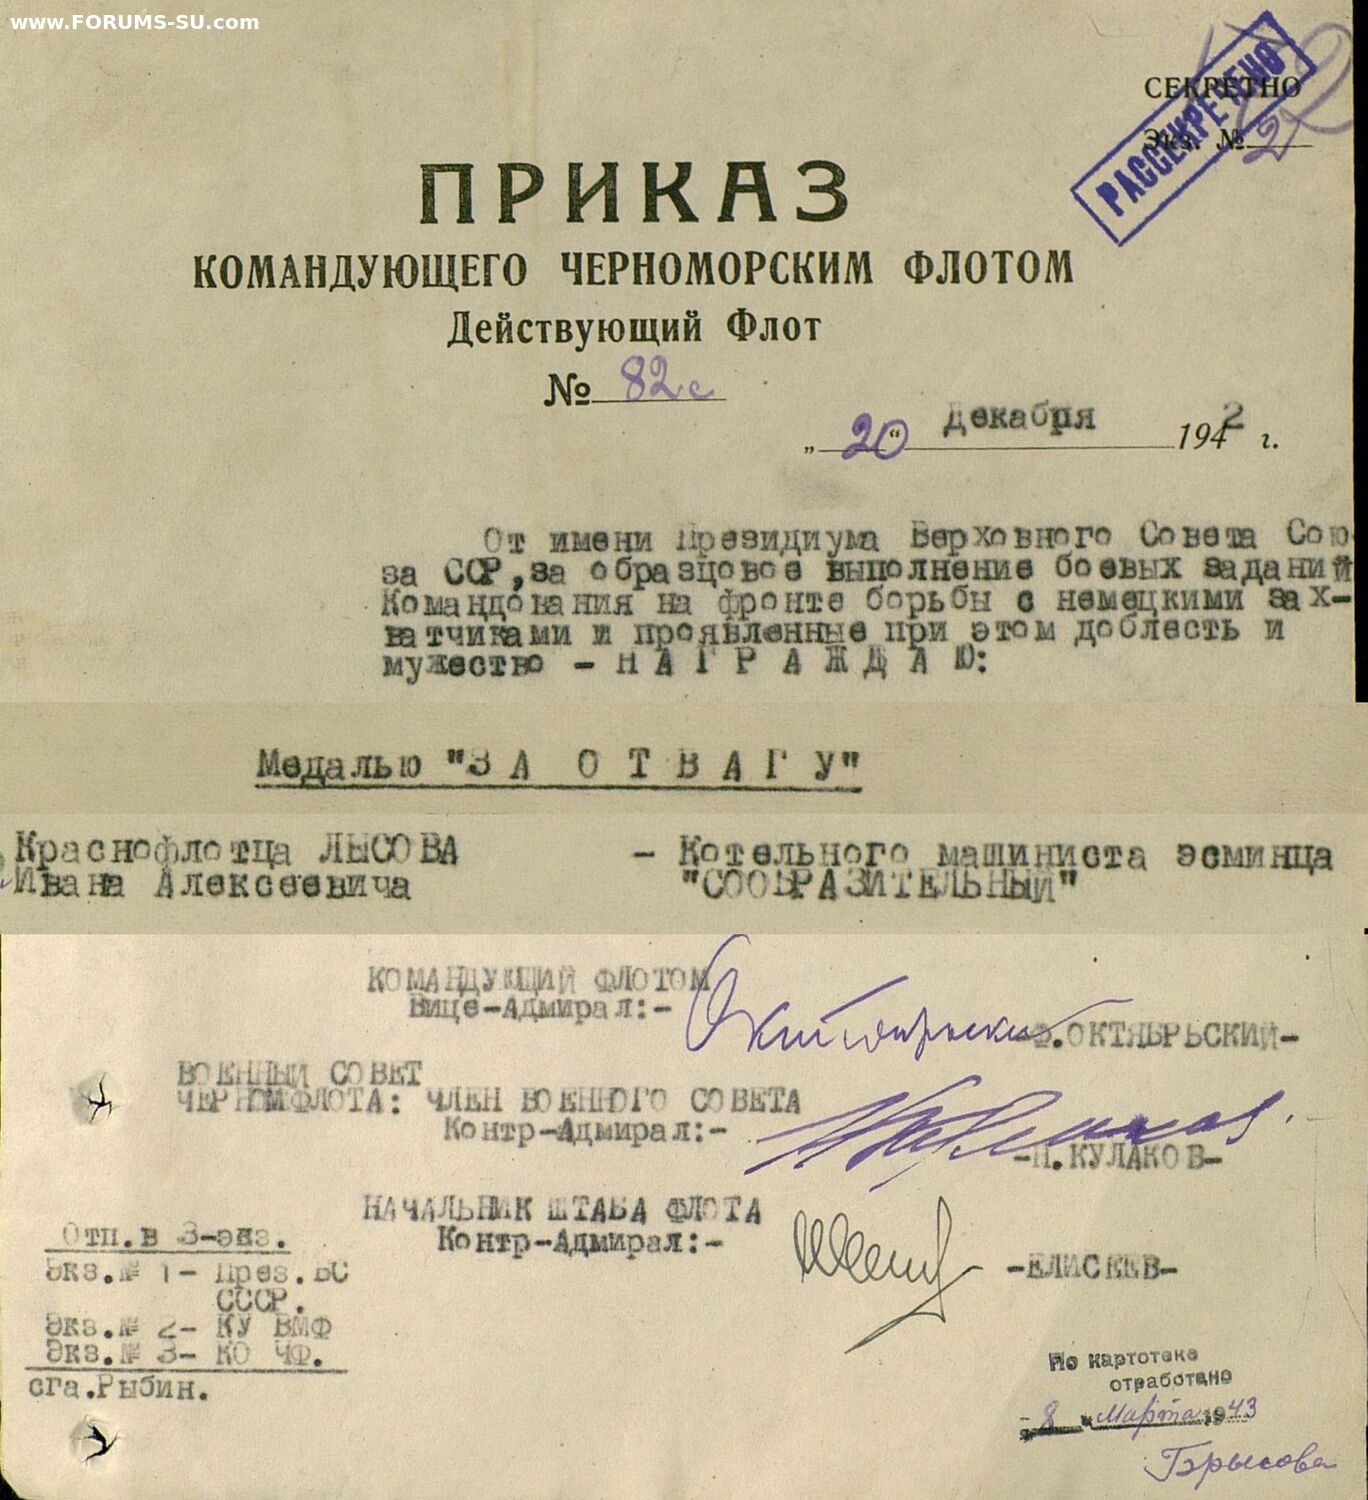 www.FORUMS-SU.com
СЕКРЕТНО
Экз. № 2
РАССЕКРЕЧЕНО
ПРИКАЗ
КОМАНДУЮЩЕГО ЧЕРНОМОРСКИМ ФЛОТОМ
Действующий Флот
№ 82с
„20“ Декабря 1942 г.
От имени Президиума Верховного Совета Сою-
за ССР, за образцовое выполнение боевых заданий
Командования на фронте борьбы с немецкими зах-
ватчиками и проявленные при этом доблесть и
мужество - Н А Г Р А Ж Д А Ю:
Медалью "З А О Т В А Г У"
Краснофлотца ЛЫСОВА - Котельного машиниста эсминца
Ивана Алексеевича "СООБРАЗИТЕЛЬНЫЙ"
КОМАНДУЮЩИЙ ФЛОТОМ
Вице-Адмирал:- Октябрьский -Ф.ОКТЯБРЬСКИЙ-
ВОЕННЫЙ СОВЕТ
ЧЕРНОМФЛОТА: ЧЛЕН ВОЕННОГО СОВЕТА
Контр-Адмирал:- -Н.КУЛАКОВ-
НАЧАЛЬНИК ШТАБА ФЛОТА
Контр-Адмирал:- -ЕЛИСЕЕВ-
Отп.в 3-экз.
Экз.№ 1- През.ВС
СССР.
Экз.№ 2- КУ ВМФ
Экз.№ 3- КО ЧФ.
сга.Рыбин.
По картотеке
отработано
"8" Марта 1943